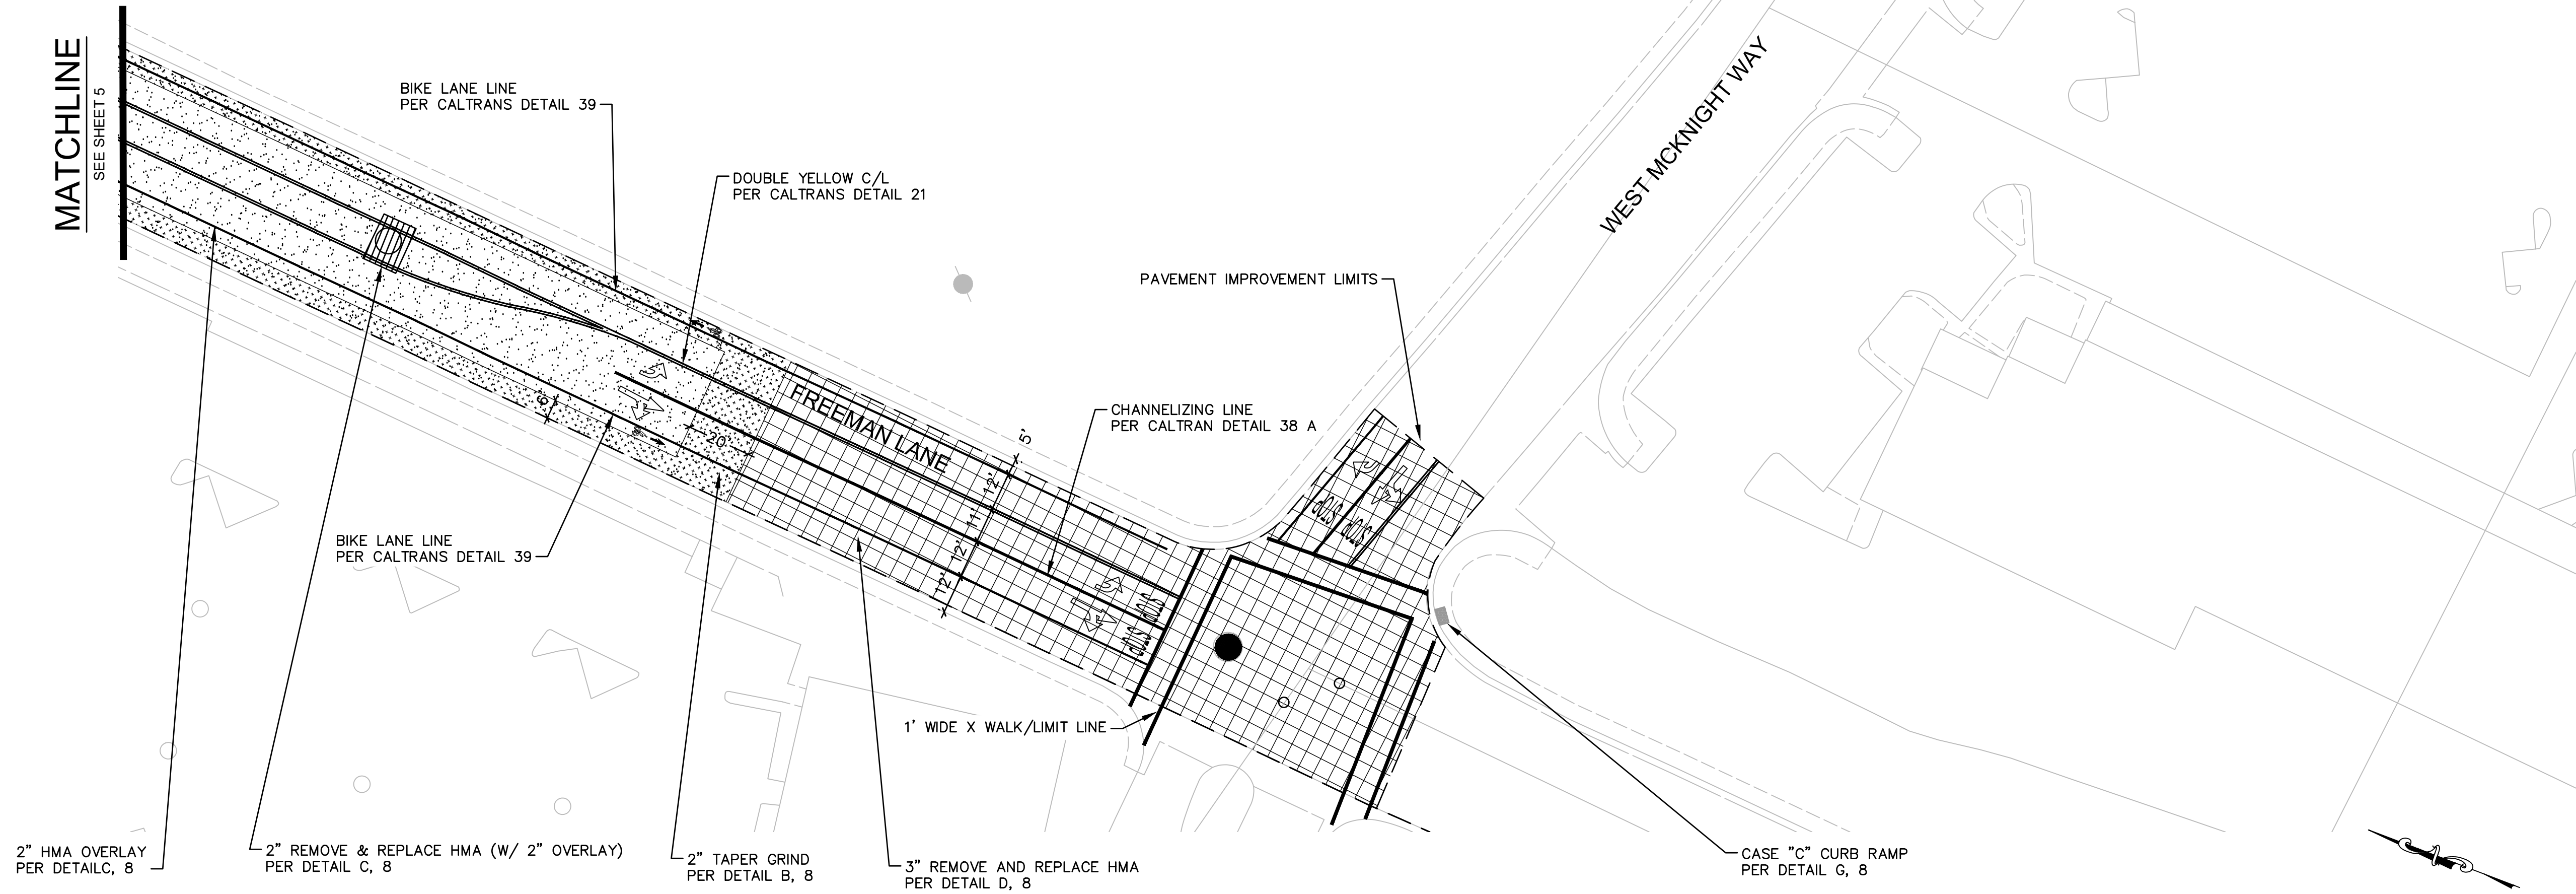 MATCHLINE
SEE SHEET 5
BIKE LANE LINE
PER CALTRANS DETAIL 39
DOUBLE YELLOW C/L
PER CALTRANS DETAIL 21
WEST MCKNIGHT WAY
PAVEMENT IMPROVEMENT LIMITS
FREEMAN LANE
CHANNELIZING LINE
PER CALTRAN DETAIL 38 A
6'
20'
5'
12'
11'
12'
12'
STOP
STOP
STOP
STOP
BIKE LANE LINE
PER CALTRANS DETAIL 39
1' WIDE X WALK/LIMIT LINE
2" HMA OVERLAY
PER DETAILC, 8
2" REMOVE & REPLACE HMA (W/ 2" OVERLAY)
PER DETAIL C, 8
2" TAPER GRIND
PER DETAIL B, 8
3" REMOVE AND REPLACE HMA
PER DETAIL D, 8
CASE "C" CURB RAMP
PER DETAIL G, 8